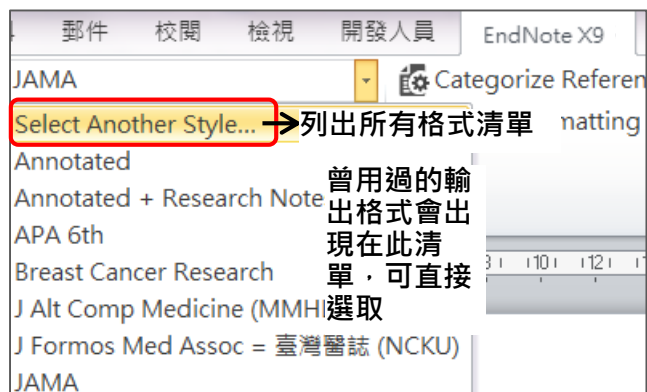 郵件 校閱 檢視 開發人員 EndNote X9
JAMA Categorize Referen
Select Another Style... 列出所有格式清單 matting
Annotated
Annotated + Research Note
曾用過的輸
出格式會出
現在此清
單，可直接
選取
APA 6th
Breast Cancer Research
J Alt Comp Medicine (MMH
J Formos Med Assoc = 臺灣醫誌 (NCKU)
JAMA
8 10 12